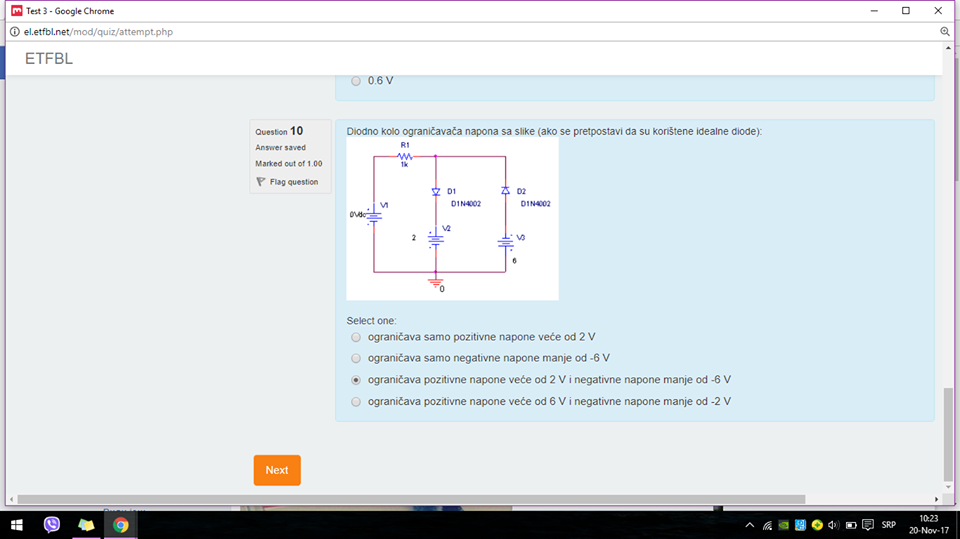 Test 3 - Google Chrome
el.etfbl.net/mod/quiz/attempt.php
ETFBL
0.6 V
Question 10
Answer saved
Marked out of 1.00
Flag question
Diodno kolo ograničavača napona sa slike (ako se pretpostavi da su korištene idealne diode):
R1
1k
D1
D1N4002
D2
D1N4002
V1
0Vdc
V2
2
V3
6
0
Select one:
ograničava samo pozitivne napone veće od 2 V
ograničava samo negativne napone manje od -6 V
ograničava pozitivne napone veće od 2 V i negativne napone manje od -6 V
ograničava pozitivne napone veće od 6 V i negativne napone manje od -2 V
Next
SRP
10:23
20-Nov-17